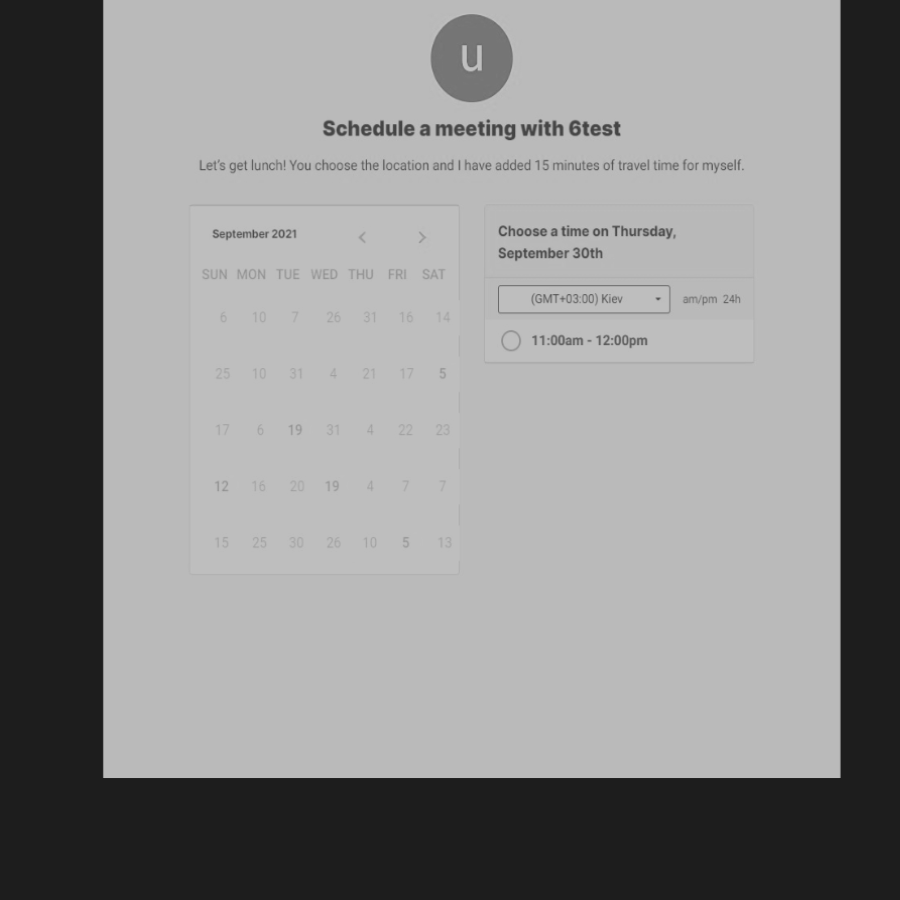 u
Schedule a meeting with 6test
Let's get lunch! You choose the location and I have added 15 minutes of travel time for myself.
September 2021
SUN MON TUE WED THU FRI SAT
6 10 7 26 31 16 14
25 10 31 4 21 17 5
17 6 19 31 4 22 23
12 16 20 19 4 7 7
15 25 30 26 10 5 13
Choose a time on Thursday,
September 30th
(GMT+03:00) Kiev am/pm 24h
11:00am - 12:00pm